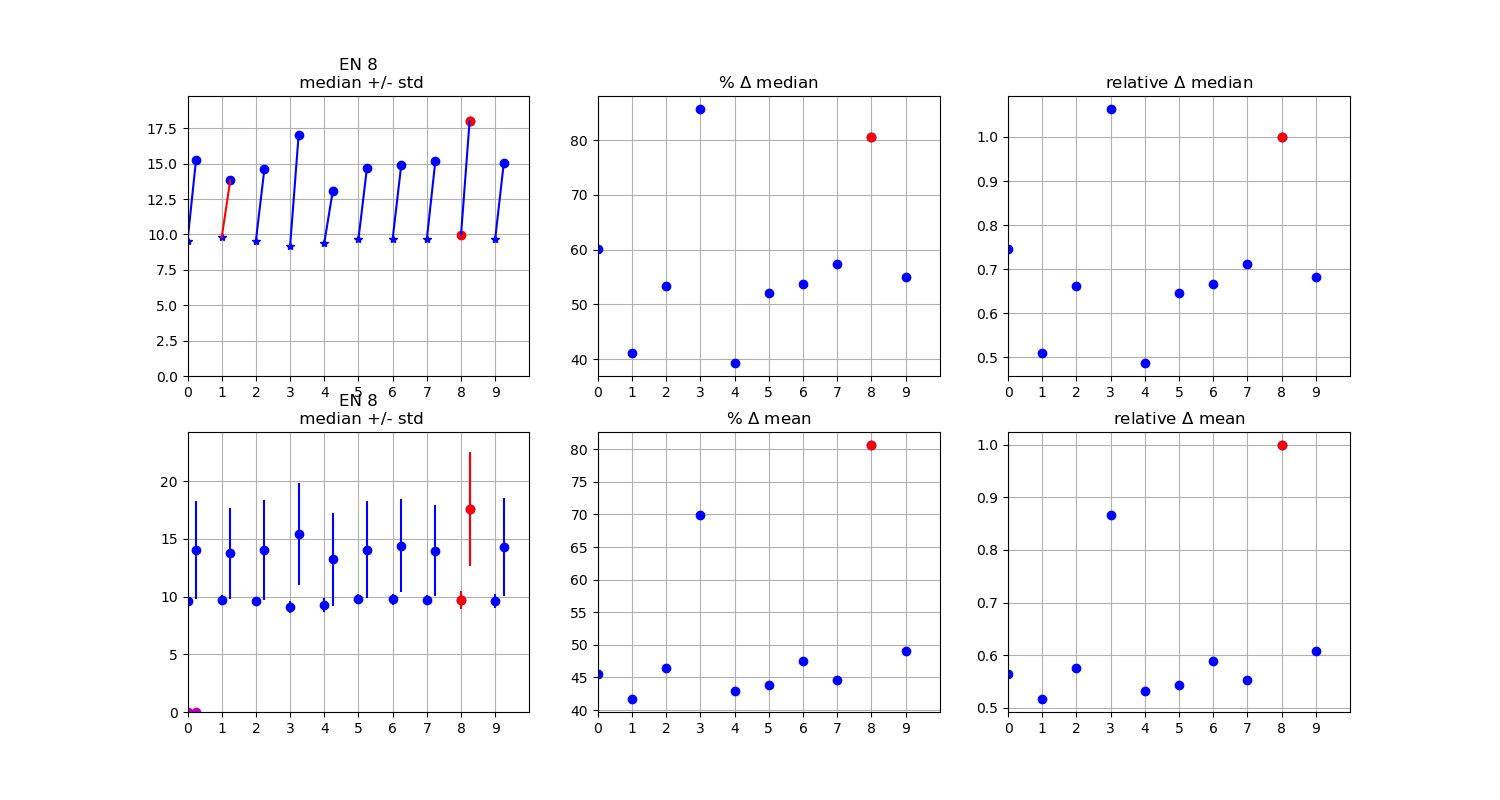 EN 8
median +/- std
% Δ median
relative Δ median
17.5
15.0
12.5
10.0
7.5
5.0
2.5
0.0
0 1 2 3 4 5 6 7 8 9
80
70
60
50
40
0 1 2 3 4 5 6 7 8 9
1.0
0.9
0.8
0.7
0.6
0.5
0 1 2 3 4 5 6 7 8 9
EN 8
median +/- std
% Δ mean
relative Δ mean
20
15
10
5
0
0 1 2 3 4 5 6 7 8 9
80
75
70
65
60
55
50
45
40
0 1 2 3 4 5 6 7 8 9
1.0
0.9
0.8
0.7
0.6
0.5
0 1 2 3 4 5 6 7 8 9